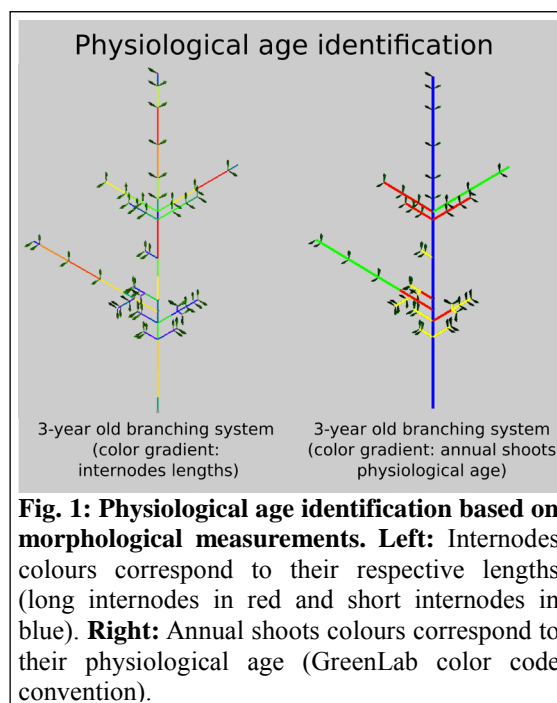 Physiological age identification
3-year old branching system
(color gradient:
internodes lengths)
3-year old branching system
(color gradient: annual shoots
physiological age)
Fig. 1: Physiological age identification based on
morphological measurements. Left: Internodes
colours correspond to their respective lengths
(long internodes in red and short internodes in
blue). Right: Annual shoots colours correspond to
their physiological age (GreenLab color code
convention).